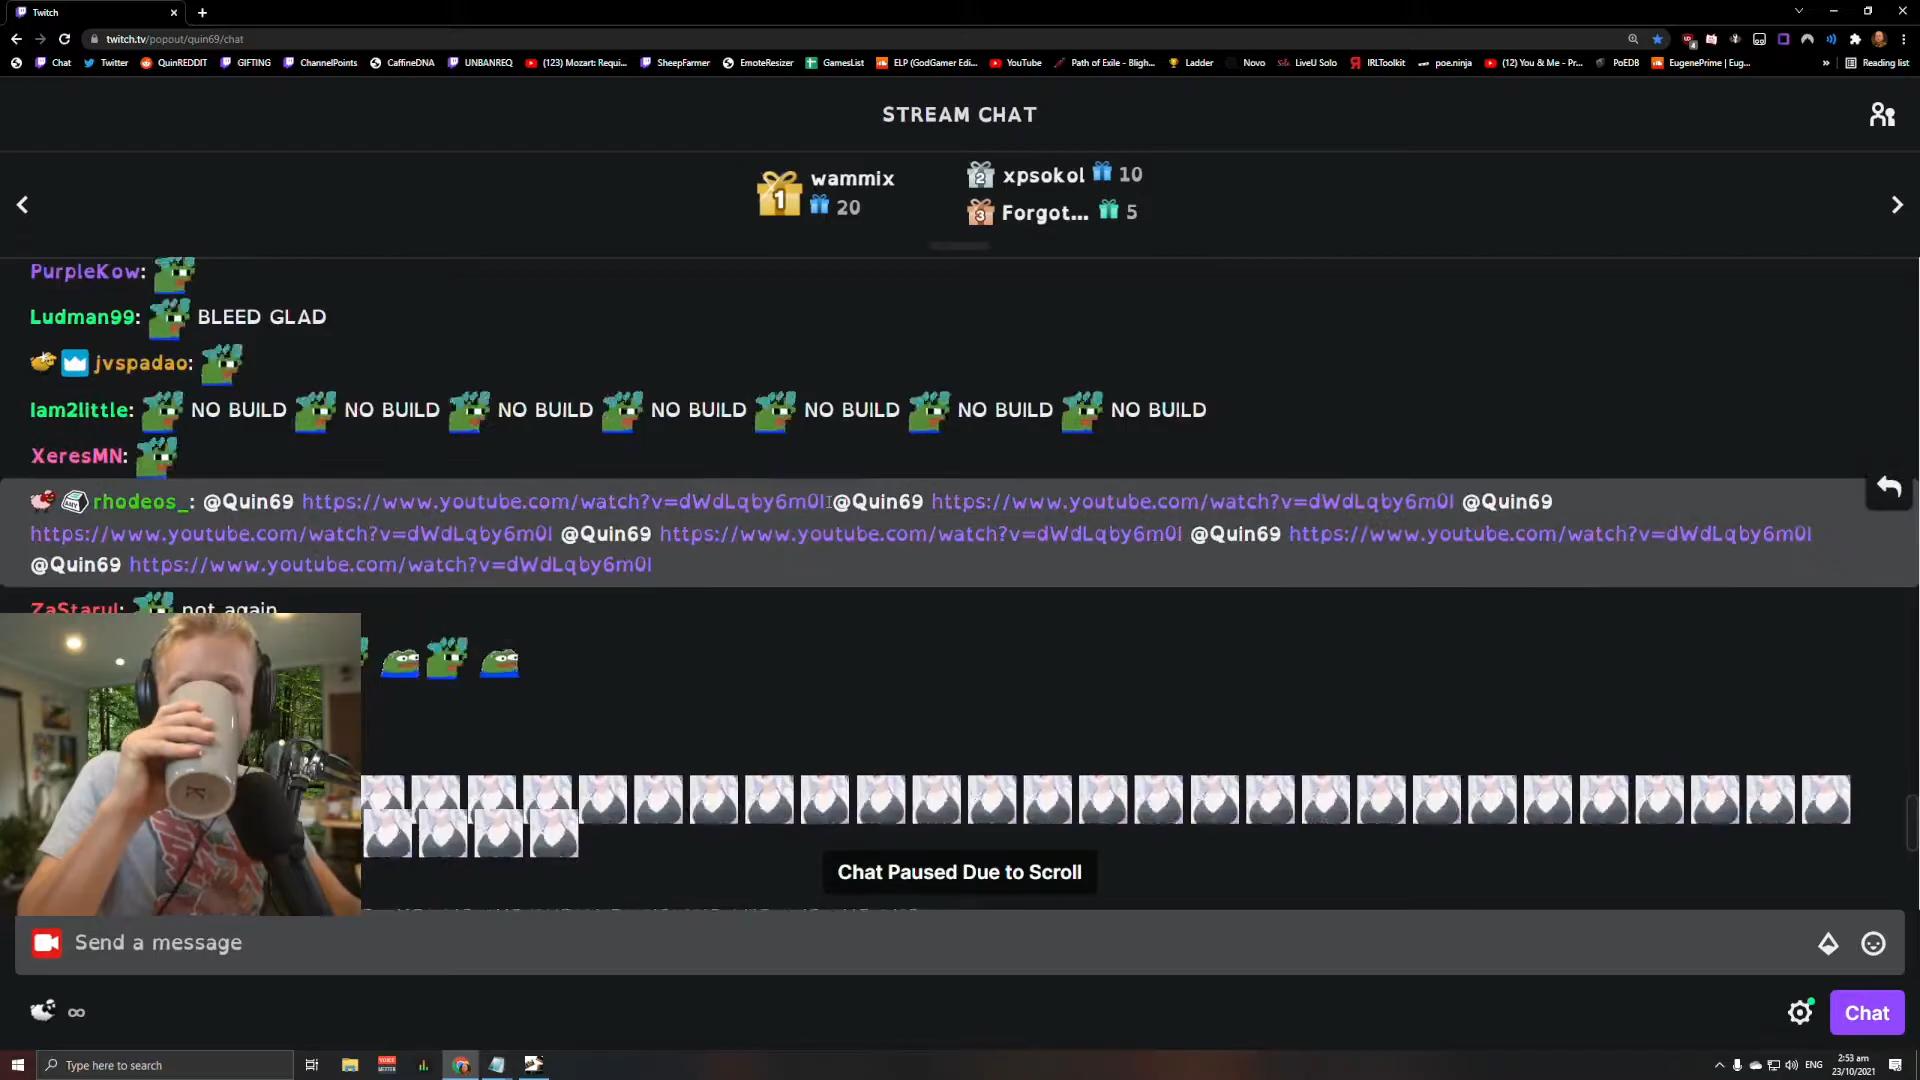 Twitch
twitch.tv/popout/quin69/chat
Chat Twitter QuinREDDIT GIFTING ChannelPoints CaffineDNA UNBANREQ (123) Mozart: Requi... SheepFarmer EmoteResizer GamesList ELP (GodGamer Edi... YouTube Path of Exile - Bligh... Ladder Novo LiveU Solo IRLToolkit poe.ninja (12) You & Me - Pr... PoEDB EugenePrime | Eug... » Reading list
STREAM CHAT
1 wammix 20
2 xpsokol 10
3 Forgot... 5
PurpleKow:
Ludman99: BLEED GLAD
jvspadao:
Iam2little: NO BUILD NO BUILD NO BUILD NO BUILD NO BUILD NO BUILD NO BUILD
XeresMN:
rhodeos_: @Quin69 https://www.youtube.com/watch?v=dWdLqby6m0I @Quin69 https://www.youtube.com/watch?v=dWdLqby6m0I @Quin69
https://www.youtube.com/watch?v=dWdLqby6m0I @Quin69 https://www.youtube.com/watch?v=dWdLqby6m0I @Quin69 https://www.youtube.com/watch?v=dWdLqby6m0I
@Quin69 https://www.youtube.com/watch?v=dWdLqby6m0I
ZaStarul: not again
Chat Paused Due to Scroll
Send a message
∞
Chat
Type here to search
ENG
2:53 am
23/10/2021